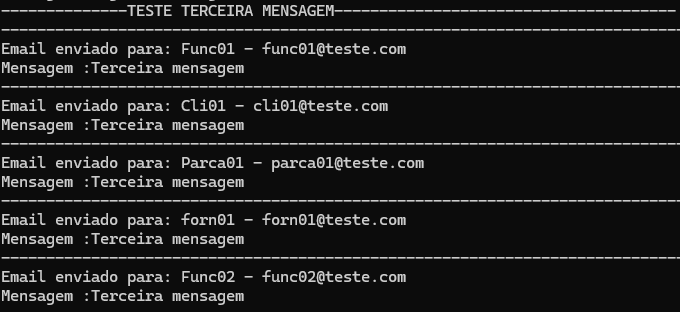 --------------TESTE TERCEIRA MENSAGEM--------------------------------------
---------------------------------------------------------------------------
Email enviado para: Func01 - func01@teste.com
Mensagem :Terceira mensagem
---------------------------------------------------------------------------
Email enviado para: Cli01 - cli01@teste.com
Mensagem :Terceira mensagem
---------------------------------------------------------------------------
Email enviado para: Parca01 - parca01@teste.com
Mensagem :Terceira mensagem
---------------------------------------------------------------------------
Email enviado para: forn01 - forn01@teste.com
Mensagem :Terceira mensagem
---------------------------------------------------------------------------
Email enviado para: Func02 - func02@teste.com
Mensagem :Terceira mensagem